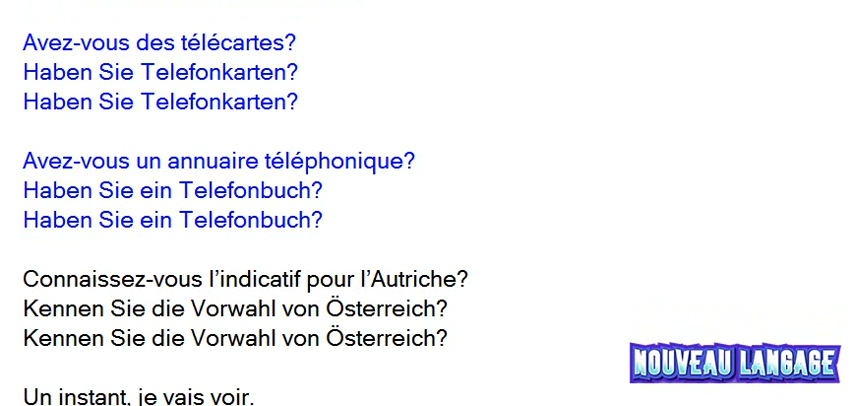 Avez-vous des télécartes?
Haben Sie Telefonkarten?
Haben Sie Telefonkarten?
Avez-vous un annuaire téléphonique?
Haben Sie ein Telefonbuch?
Haben Sie ein Telefonbuch?
Connaissez-vous l’indicatif pour l’Autriche?
Kennen Sie die Vorwahl von Österreich?
Kennen Sie die Vorwahl von Österreich?
NOUVEAU LANGAGE
Un instant, je vais voir.